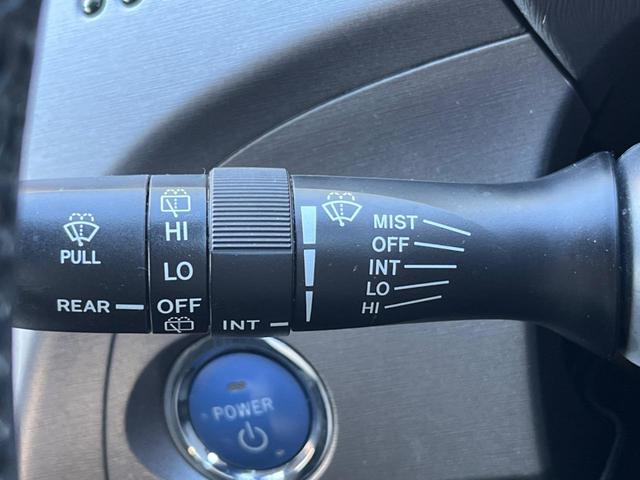 PULL
REAR
HI
LO
OFF
INT
MIST
OFF
INT
LO
HI
POWER